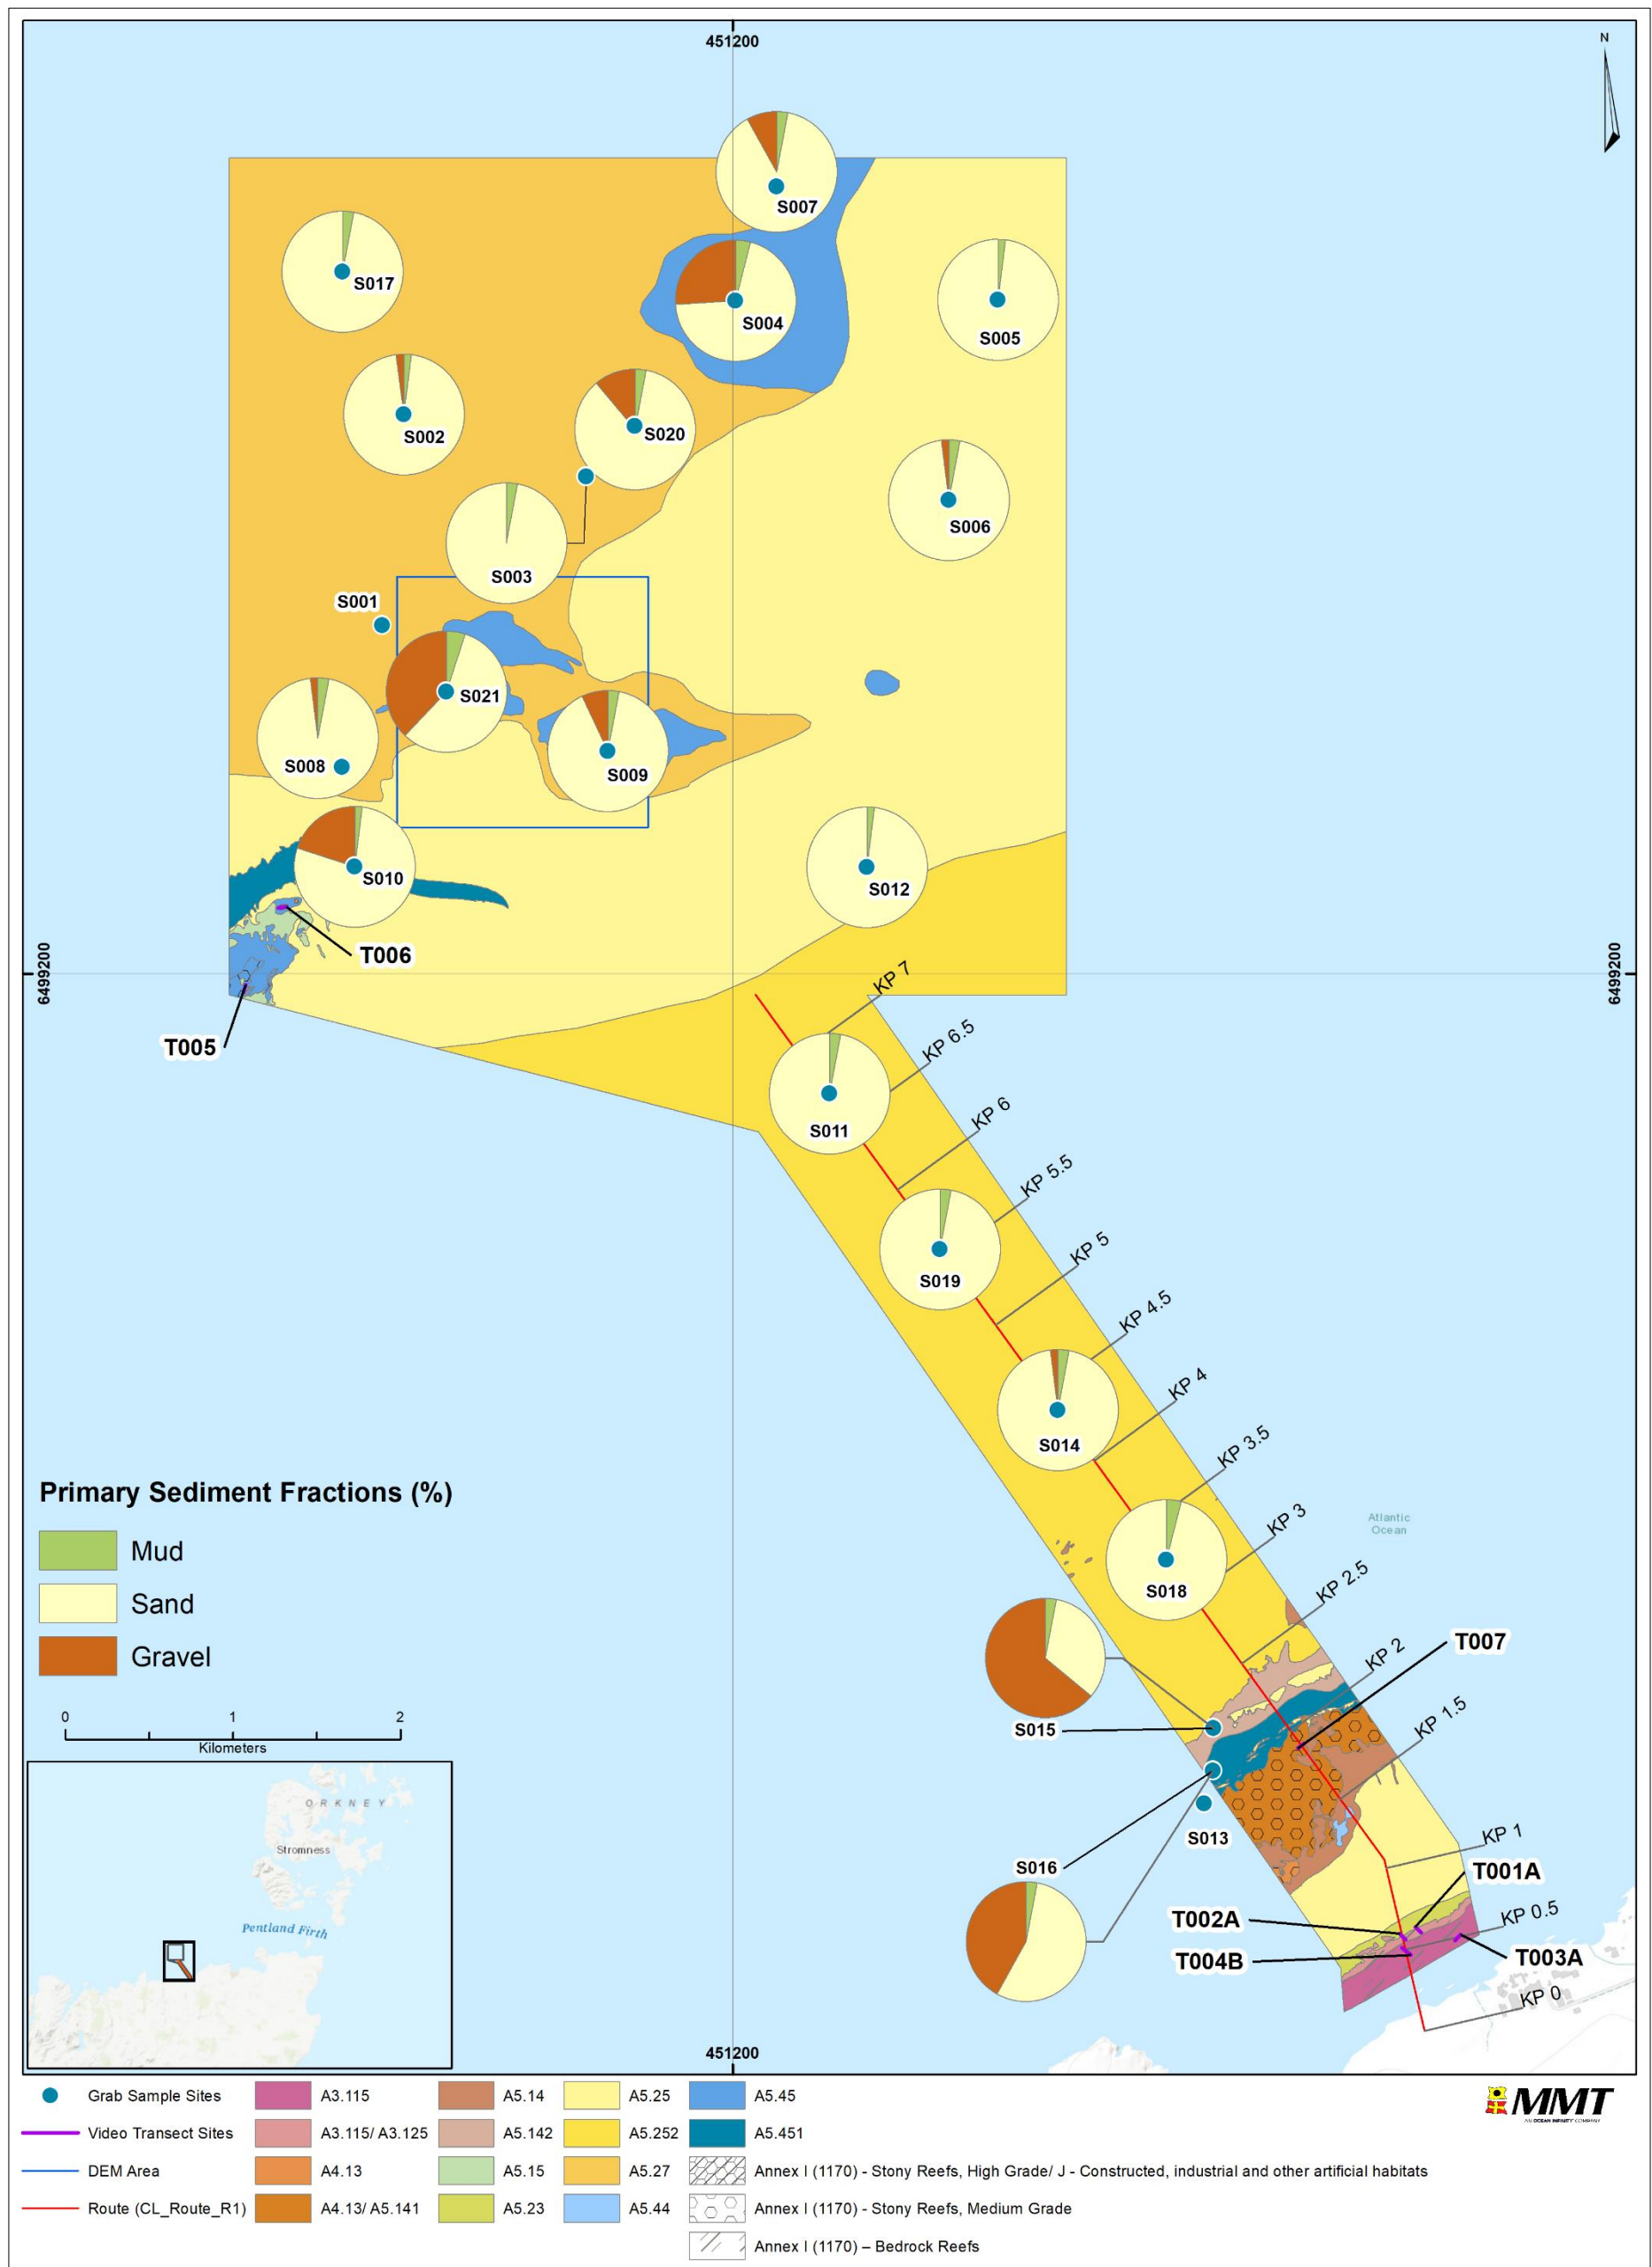 451200
N
S007
S017
S004
S005
S002
S020
S006
S003
S001
S021
S008
S009
S010
S012
T006
6499200
6499200
T005
KP 7
KP 6.5
S011
KP 6
KP 5.5
S019
KP 5
KP 4.5
S014
KP 4
KP 3.5
Primary Sediment Fractions (%)
Mud
Sand
Gravel
Atlantic
Ocean
KP 3
S018
KP 2.5
T007
KP 2
S015
KP 1.5
0 1 2
Kilometers
S013
KP 1
S016
T001A
T002A
KP 0.5
T004B
T003A
KP 0
ORKNEY
Stromness
Pentland Firth
451200
Grab Sample Sites
Video Transect Sites
DEM Area
Route (CL_Route_R1)
A3.115
A3.115/ A3.125
A4.13
A4.13/ A5.141
A5.14
A5.142
A5.15
A5.23
A5.25
A5.252
A5.27
A5.44
A5.45
A5.451
Annex I (1170) - Stony Reefs, High Grade/ J - Constructed, industrial and other artificial habitats
Annex I (1170) - Stony Reefs, Medium Grade
Annex I (1170) – Bedrock Reefs
MMT
AN OCEAN INFINITY COMPANY